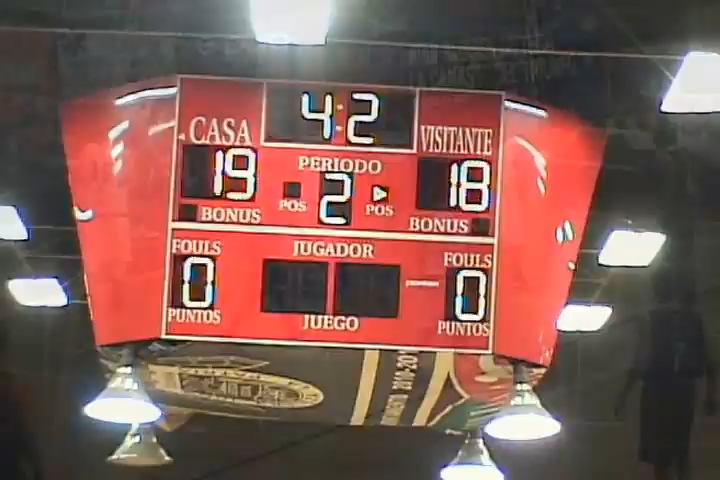 4:2
CASA
VISITANTE
19
PERIODO
18
POS
2
POS
BONUS
BONUS
FOULS
JUGADOR
FOULS
0
0
PUNTOS
JUEGO
PUNTOS